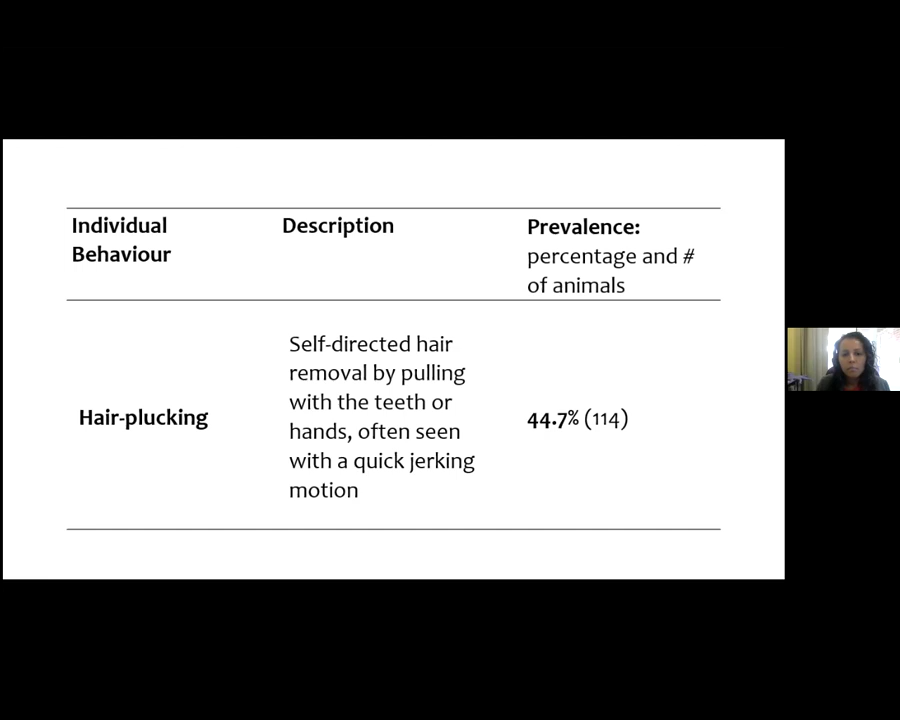 Individual
Behaviour
Description
Prevalence:
percentage and #
of animals
Hair-plucking
Self-directed hair
removal by pulling
with the teeth or
hands, often seen
with a quick jerking
motion
44.7% (114)